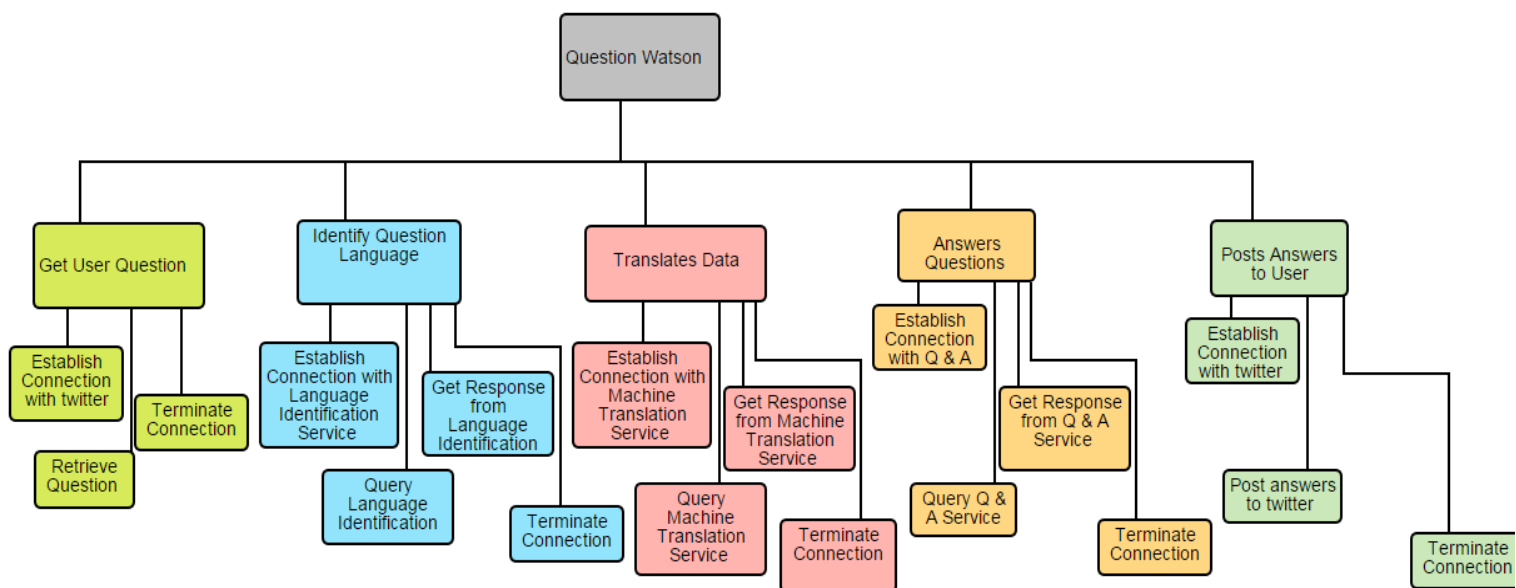 Question Watson
Get User Question
Identify Question
Language
Translates Data
Answers
Questions
Posts Answers
to User
Establish
Connection
with twitter
Retrieve
Question
Terminate
Connection
Establish
Connection with
Language
Identification
Service
Query
Language
Identification
Get Response
from
Language
Identification
Terminate
Connection
Establish
Connection with
Machine
Translation
Service
Query
Machine
Translation
Service
Get Response
from Machine
Translation
Service
Terminate
Connection
Establish
Connection
with Q & A
Query Q &
A Service
Get Response
from Q & A
Service
Terminate
Connection
Establish
Connection
with twitter
Post answers
to twitter
Terminate
Connection